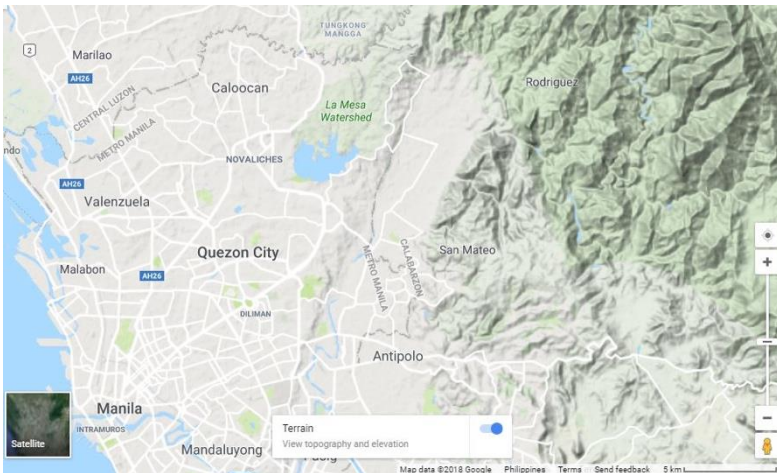 TUNGKONG
MANGGA
2
Marilao
AH26
Caloocan
Rodriguez
La Mesa
Watershed
CENTRAL LUZON
METRO MANILA
ndo
NOVALICHES
AH26
Valenzuela
Quezon City
San Mateo
METRO MANILA
CALABARZON
Malabon
AH26
DILIMAN
Antipolo
Manila
INTRAMUROS
Mandaluyong
Pasig
Satellite
Terrain
View topography and elevation
Map data ©2018 Google Philippines Terms Send feedback 5 km